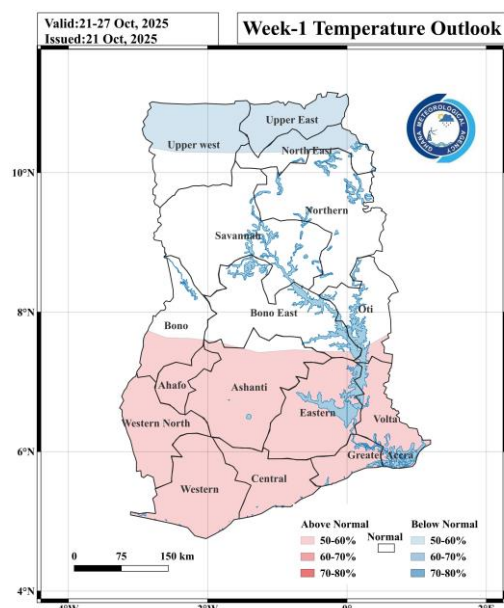 Valid:21-27 Oct, 2025
Issued:21 Oct, 2025
Week-1 Temperature Outlook
GHANA METEOROLOGICAL AGENCY
Upper East
Upper west
North East
10°N
Northern
Savannah
8°N
Bono
Bono East
Oti
Ahafo
Ashanti
Eastern
Volta
Western North
6°N
Greater Accra
Central
Western
Above Normal
Normal
Below Normal
50-60%
50-60%
60-70%
60-70%
70-80%
70-80%
0 75 150 km
4°N